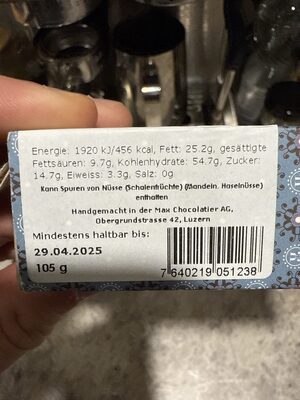 Energie: 1920 kJ/456 kcal, Fett: 25.2g, gesättigte
Fettsäuren: 9.7g, Kohlenhydrate: 54.7g, Zucker:
14.7g, Eiweiss: 3.3g, Salz: 0g
Kann Spuren von Nüsse (Schalenfrüchte) (Mandeln, Haselnüsse)
enthalten
Handgemacht in der Max Chocolatier AG,
Obergrundstrasse 42, Luzern
Mindestens haltbar bis:
29.04.2025
105 g
7 640219 051238